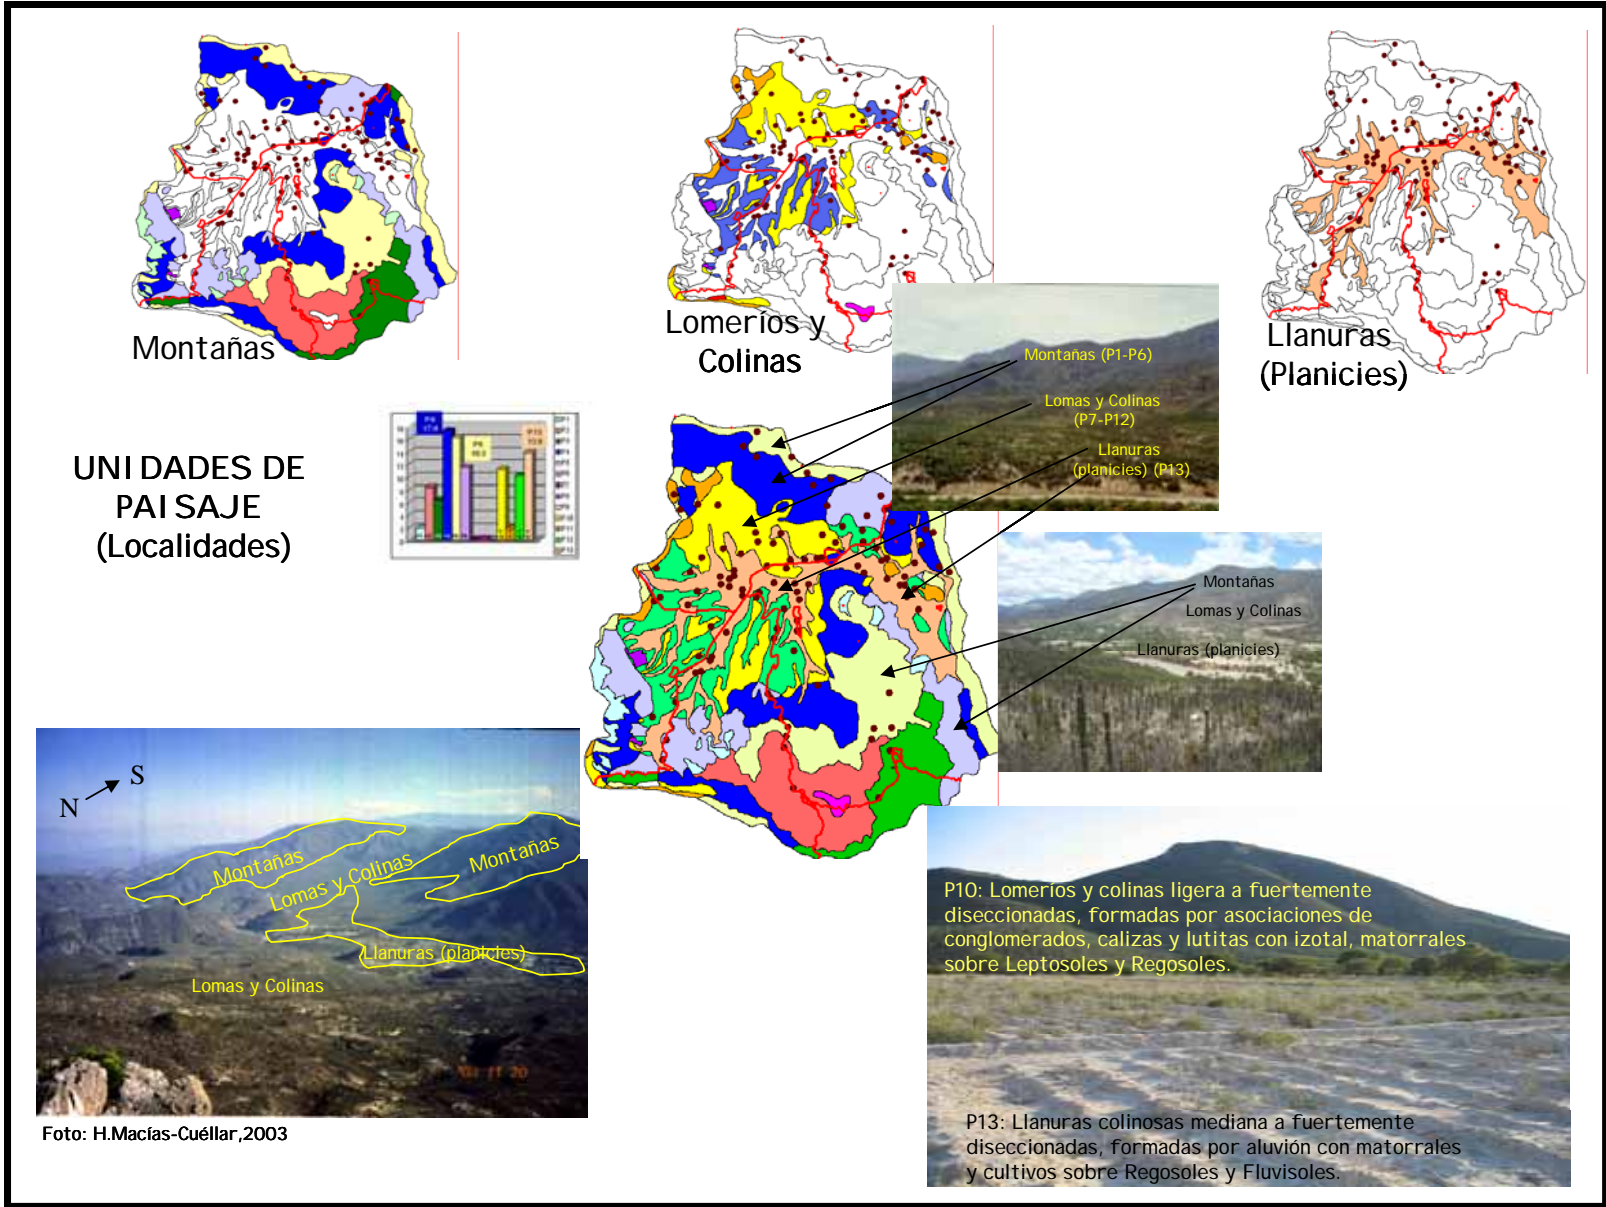 Montañas
Lomeríos y
Colinas
Llanuras
(Planicies)
UNIDADES DE
PAISAJE
(Localidades)
Montañas (P1-P6)
Lomas y Colinas
(P7-P12)
Llanuras
(planicies) (P13)
Montañas
Lomas y Colinas
Llanuras (planicies)
N
S
Montañas
Lomas y Colinas
Montañas
Llanuras (planicies)
Lomas y Colinas
Foto: H.Macías-Cuéllar,2003
P10: Lomeríos y colinas ligera a fuertemente
diseccionadas, formadas por asociaciones de
conglomerados, calizas y lutitas con izotal, matorrales
sobre Leptosoles y Regosoles.
P13: Llanuras colinosas mediana a fuertemente
diseccionadas, formadas por aluvión con matorrales
y cultivos sobre Regosoles y Fluvisoles.